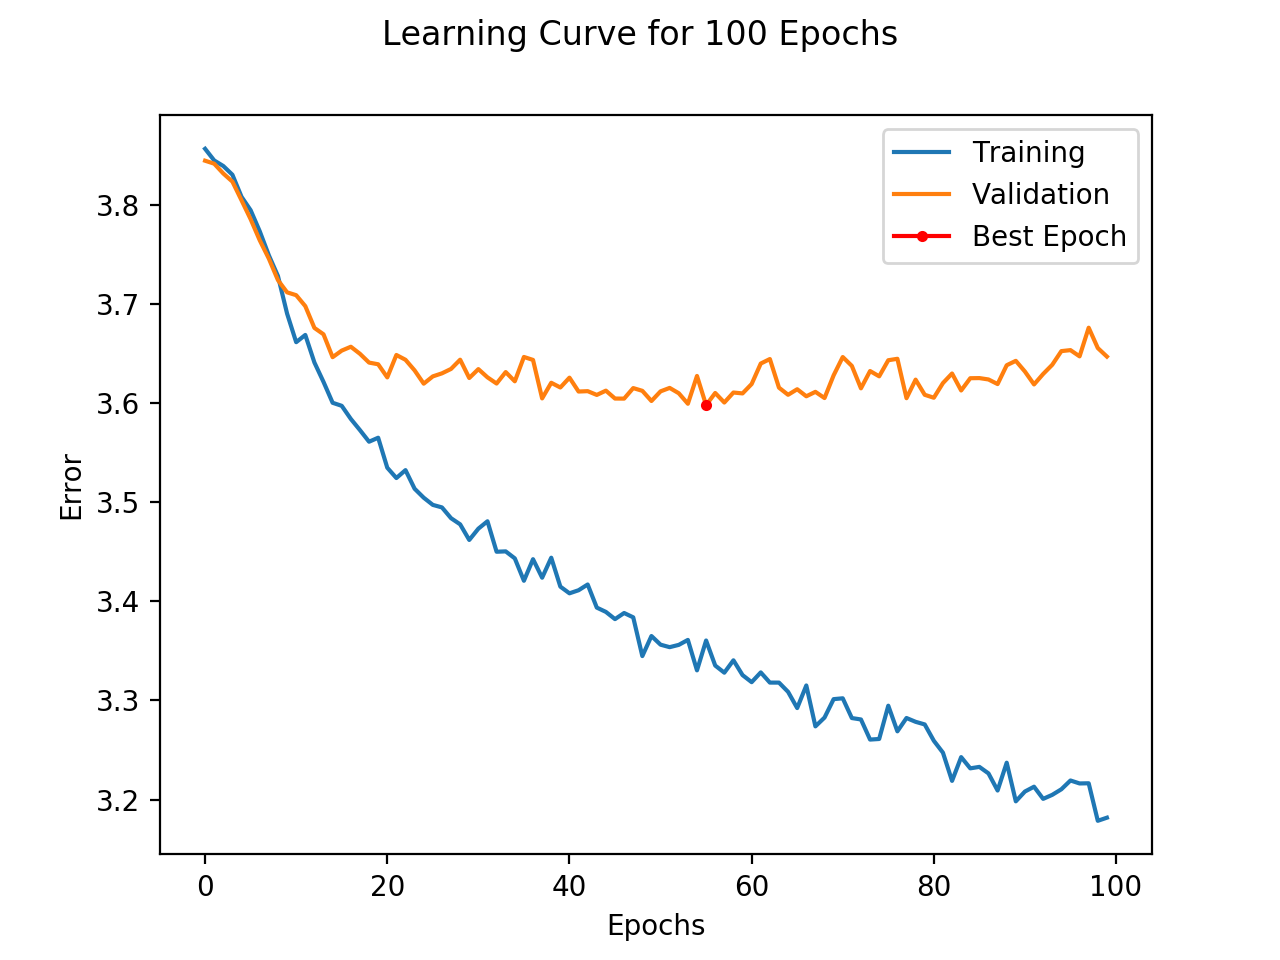 Learning Curve for 100 Epochs
Training
Validation
Best Epoch
3.8
3.7
3.6
3.5
3.4
3.3
3.2
Error
0 20 40 60 80 100
Epochs